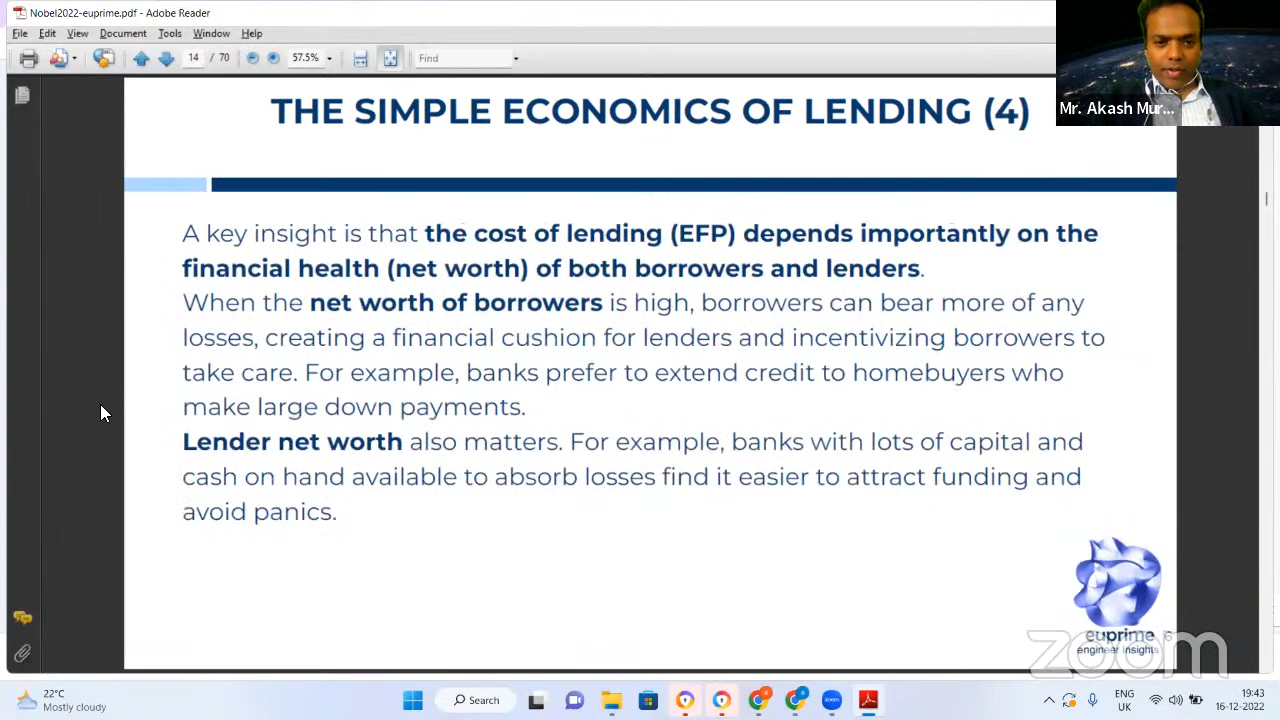 Nobel2022-euprime.pdf - Adobe Reader
File Edit View Document Tools Window Help
14 / 70 57.5% Find
Mr. Akash Mur...
THE SIMPLE ECONOMICS OF LENDING (4)
A key insight is that the cost of lending (EFP) depends importantly on the
financial health (net worth) of both borrowers and lenders.
When the net worth of borrowers is high, borrowers can bear more of any
losses, creating a financial cushion for lenders and incentivizing borrowers to
take care. For example, banks prefer to extend credit to homebuyers who
make large down payments.
Lender net worth also matters. For example, banks with lots of capital and
cash on hand available to absorb losses find it easier to attract funding and
avoid panics.
euprime
engineer insights
zoom
22°C
Mostly cloudy
Search
ENG
UK
19:43
16-12-2022